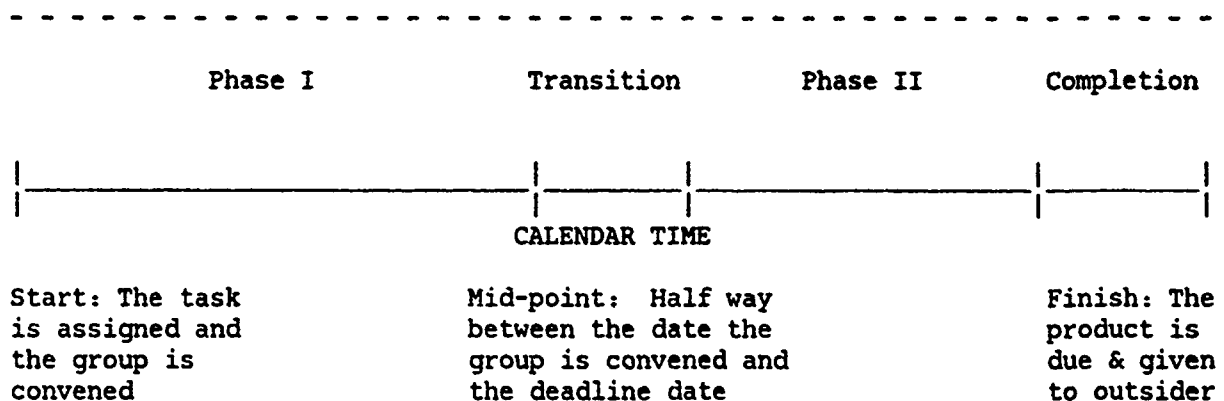 Phase I Transition Phase II Completion
CALENDAR TIME
Start: The task
is assigned and
the group is
convened
Mid-point: Half way
between the date the
group is convened and
the deadline date
Finish: The
product is
due & given
to outsider